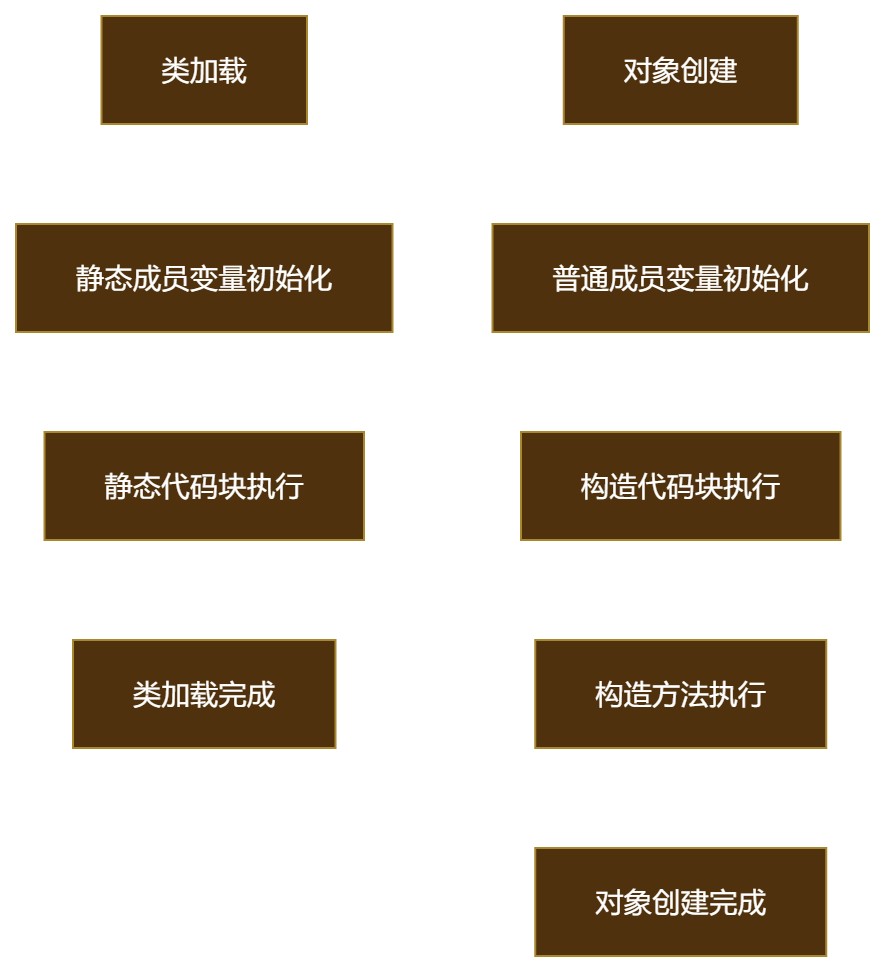 类加载
对象创建
静态成员变量初始化
普通成员变量初始化
静态代码块执行
构造代码块执行
类加载完成
构造方法执行
对象创建完成